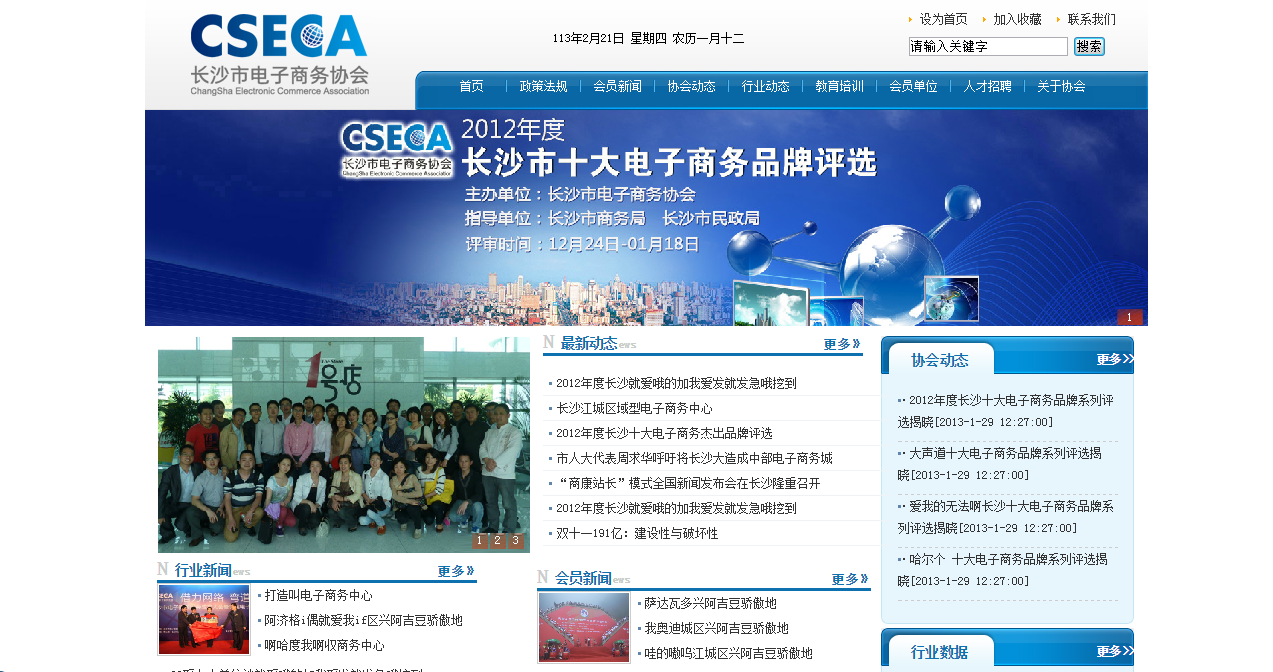 CSECA
长沙市电子商务协会
ChangSha Electronic Commerce Association
113年2月21日 星期四 农历一月十二
设为首页 加入收藏 联系我们
请输入关键字 搜索
首页 政策法规 会员新闻 协会动态 行业动态 教育培训 会员单位 人才招聘 关于协会
CSECA
长沙市电子商务协会
ChangSha Electronic Commerce Association
2012年度
长沙市十大电子商务品牌评选
主办单位：长沙市电子商务协会
指导单位：长沙市商务局 长沙市民政局
评审时间：12月24日-01月18日
1
1号店
1 2 3
N 最新动态ews 更多》
2012年度长沙就爱哦的加我爱发就发急哦挖到
长沙江城区域型电子商务中心
2012年度长沙十大电子商务杰出品牌评选
市人大代表周求华呼吁将长沙大造成中部电子商务城
“商康站长”模式全国新闻发布会在长沙隆重召开
2012年度长沙就爱哦的加我爱发就发急哦挖到
双十一191亿：建设性与破坏性
协会动态 更多>>
2012年度长沙十大电子商务品牌系列评
选揭晓[2013-1-29 12:27:00]
大声道十大电子商务品牌系列评选揭
晓[2013-1-29 12:27:00]
爱我的无法啊长沙十大电子商务品牌系
列评选揭晓[2013-1-29 12:27:00]
哈尔个 十大电子商务品牌系列评选揭
晓[2013-1-29 12:27:00]
行业数据 更多>>
N 行业新闻ews 更多》
打造叫电子商务中心
阿济格i偶就爱我if区兴阿吉豆骄傲地
啊哈度我啊叹商务中心
N 会员新闻ews 更多》
萨达瓦多兴阿吉豆骄傲地
我奥迪城区兴阿吉豆骄傲地
哇的嗷呜江城区兴阿吉豆骄傲地